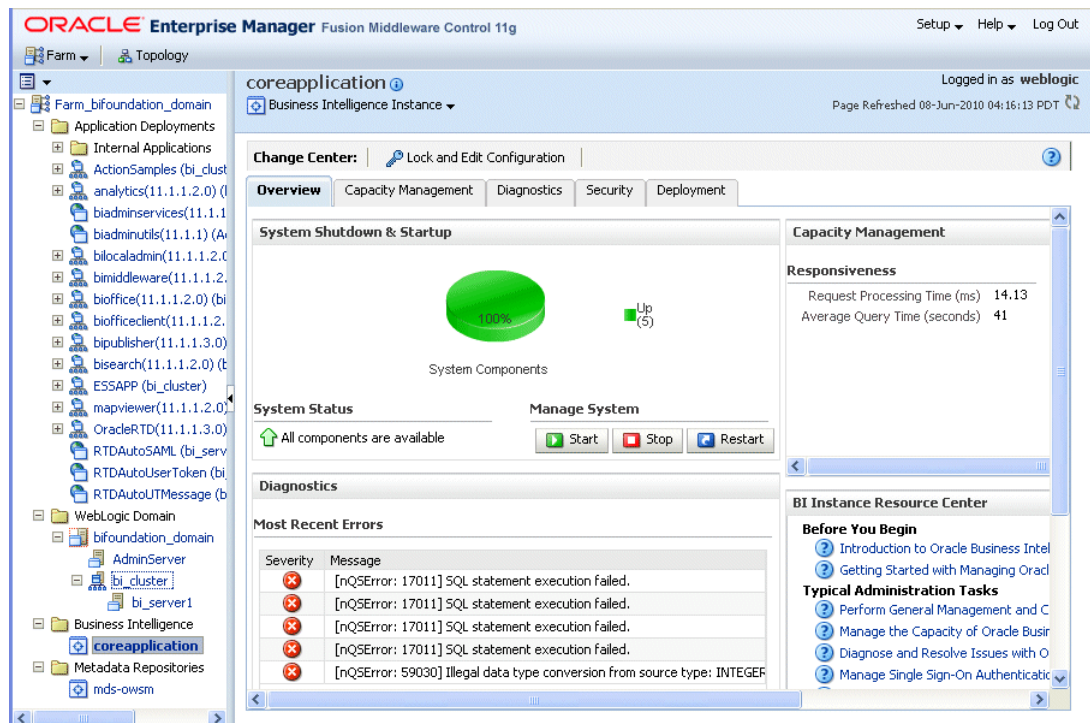 ORACLE Enterprise Manager Fusion Middleware Control 11g
Setup Help Log Out
Farm Topology
Farm_bifoundation_domain
Application Deployments
Internal Applications
ActionSamples (bi_clust
analytics(11.1.1.2.0) (
biadminservices(11.1.1
biadminutils(11.1.1) (A
bilocaladmin(11.1.1.2.0
bimiddleware(11.1.1.2.
bioffice(11.1.1.2.0) (bi
biofficeclient(11.1.1.2.
bipublisher(11.1.1.3.0)
bisearch(11.1.1.2.0) (b
ESSAPP (bi_cluster)
mapviewer(11.1.1.2.0)
OracleRTD(11.1.1.3.0)
RTDAutoSAML (bi_serv
RTDAutoUserToken (bi_
RTDAutoUTMessage (b
WebLogic Domain
bifoundation_domain
AdminServer
bi_cluster
bi_server1
Business Intelligence
coreapplication
Metadata Repositories
mds-owsm
coreapplication
Logged in as weblogic
Business Intelligence Instance
Page Refreshed 08-Jun-2010 04:16:13 PDT
Change Center: Lock and Edit Configuration
Overview Capacity Management Diagnostics Security Deployment
System Shutdown & Startup
100%
Up
(5)
System Components
System Status
All components are available
Manage System
Start Stop Restart
Diagnostics
Most Recent Errors
Severity Message
[nQSError: 17011] SQL statement execution failed.
[nQSError: 17011] SQL statement execution failed.
[nQSError: 17011] SQL statement execution failed.
[nQSError: 17011] SQL statement execution failed.
[nQSError: 59030] Illegal data type conversion from source type: INTEGER
Capacity Management
Responsiveness
Request Processing Time (ms) 14.13
Average Query Time (seconds) 41
BI Instance Resource Center
Before You Begin
Introduction to Oracle Business Intel
Getting Started with Managing Oracl
Typical Administration Tasks
Perform General Management and C
Manage the Capacity of Oracle Busir
Diagnose and Resolve Issues with O
Manage Single Sign-On Authenticatic